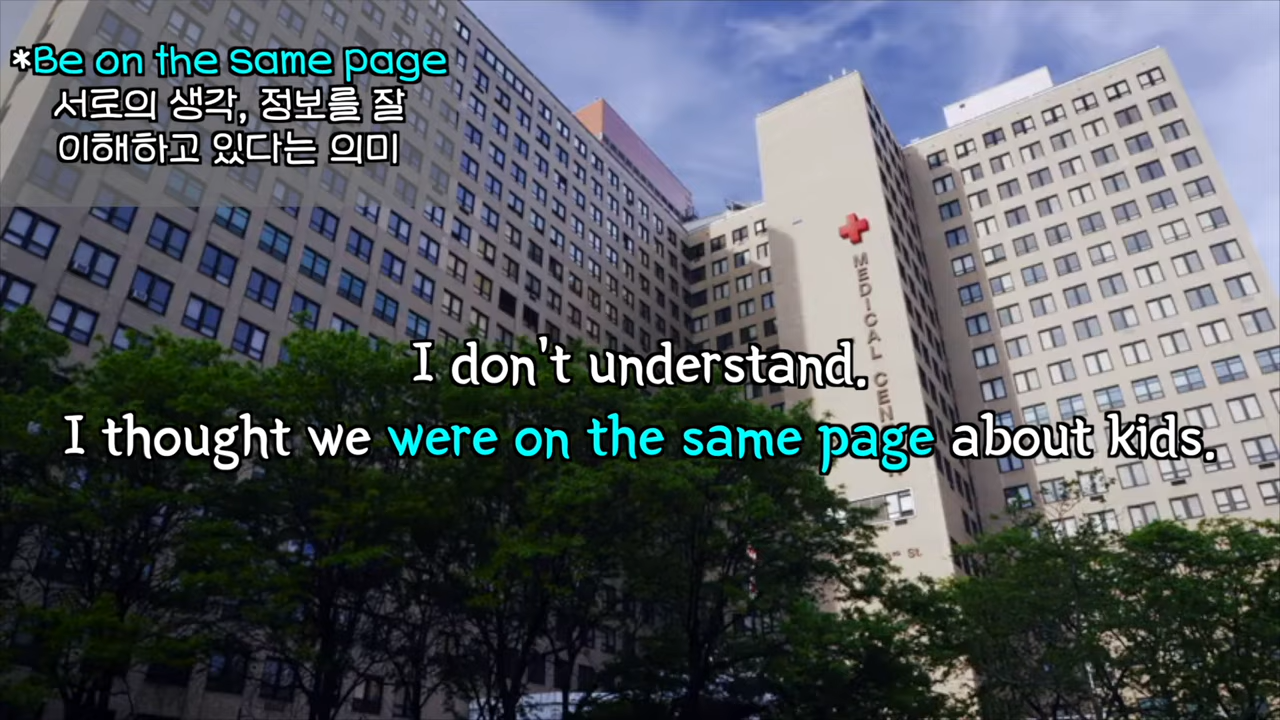 *Be on the same page
서로의 생각, 정보를 잘
이해하고 있다는 의미
MEDICAL CEN
I don't understand.
I thought we were on the same page about kids.
St.